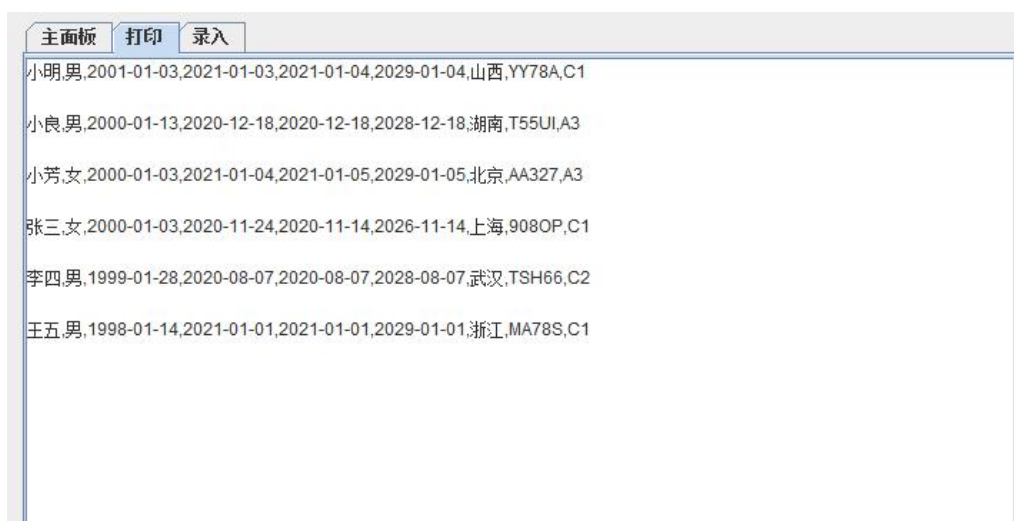 主面板 打印 录入
小明,男,2001-01-03,2021-01-03,2021-01-04,2029-01-04,山西,YY78A,C1
小良,男,2000-01-13,2020-12-18,2020-12-18,2028-12-18,湖南,T55UI,A3
小芳,女,2000-01-03,2021-01-04,2021-01-05,2029-01-05,北京,AA327,A3
张三,女,2000-01-03,2020-11-24,2020-11-14,2026-11-14,上海,908OP,C1
李四,男,1999-01-28,2020-08-07,2020-08-07,2028-08-07,武汉,TSH66,C2
王五,男,1998-01-14,2021-01-01,2021-01-01,2029-01-01,浙江,MA78S,C1